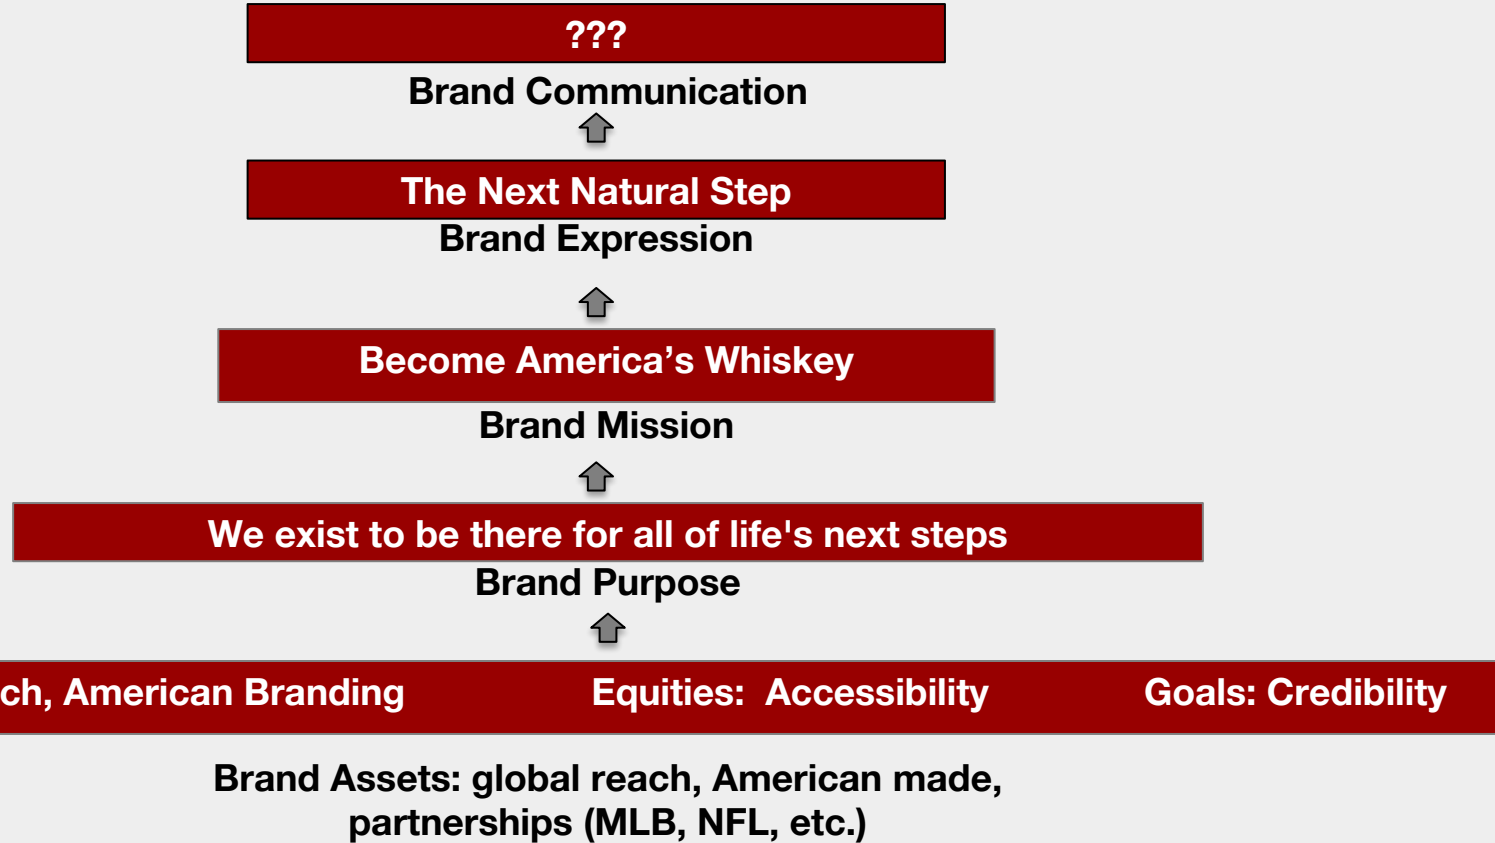 ???
Brand Communication
The Next Natural Step
Brand Expression
Become America’s Whiskey
Brand Mission
We exist to be there for all of life's next steps
Brand Purpose
American Branding Equities: Accessibility Goals: Credibility
Brand Assets: global reach, American made,
partnerships (MLB, NFL, etc.)